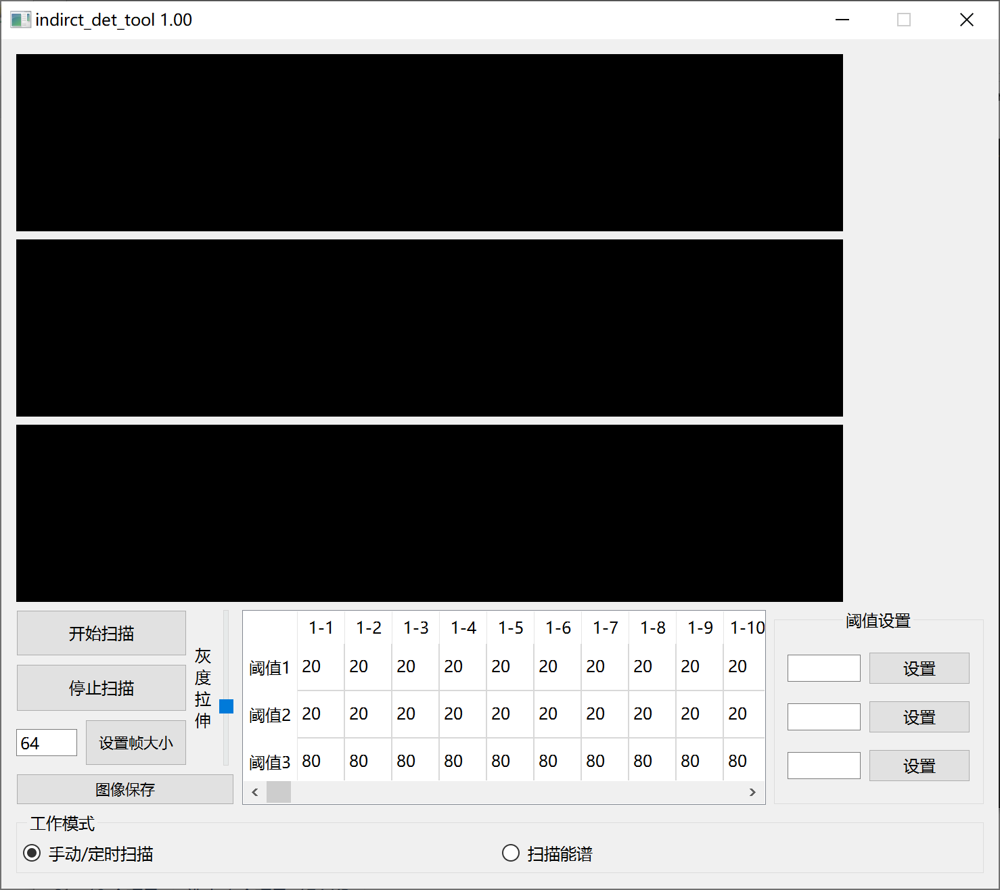 indirct_det_tool 1.00
开始扫描
停止扫描
64 设置帧大小
图像保存
灰
度
拉
伸
1-1 1-2 1-3 1-4 1-5 1-6 1-7 1-8 1-9 1-10
阈值1 20 20 20 20 20 20 20 20 20 20
阈值2 20 20 20 20 20 20 20 20 20 20
阈值3 80 80 80 80 80 80 80 80 80 80
阈值设置
设置
设置
设置
工作模式
手动/定时扫描 扫描能谱